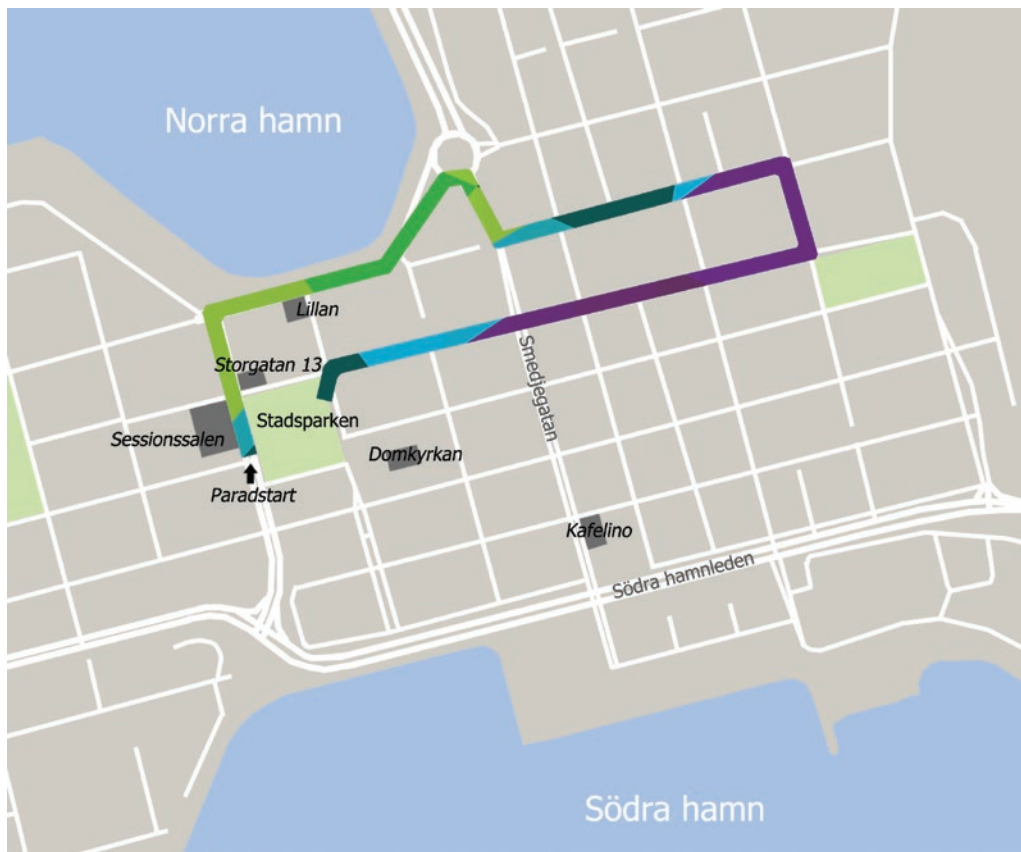 Norra hamn
Lillan
Storgatan 13
Stadsparken
Sessionssalen
Domkyrkan
Paradstart
Smedjegatan
Kafelino
Södra hamnleden
Södra hamn